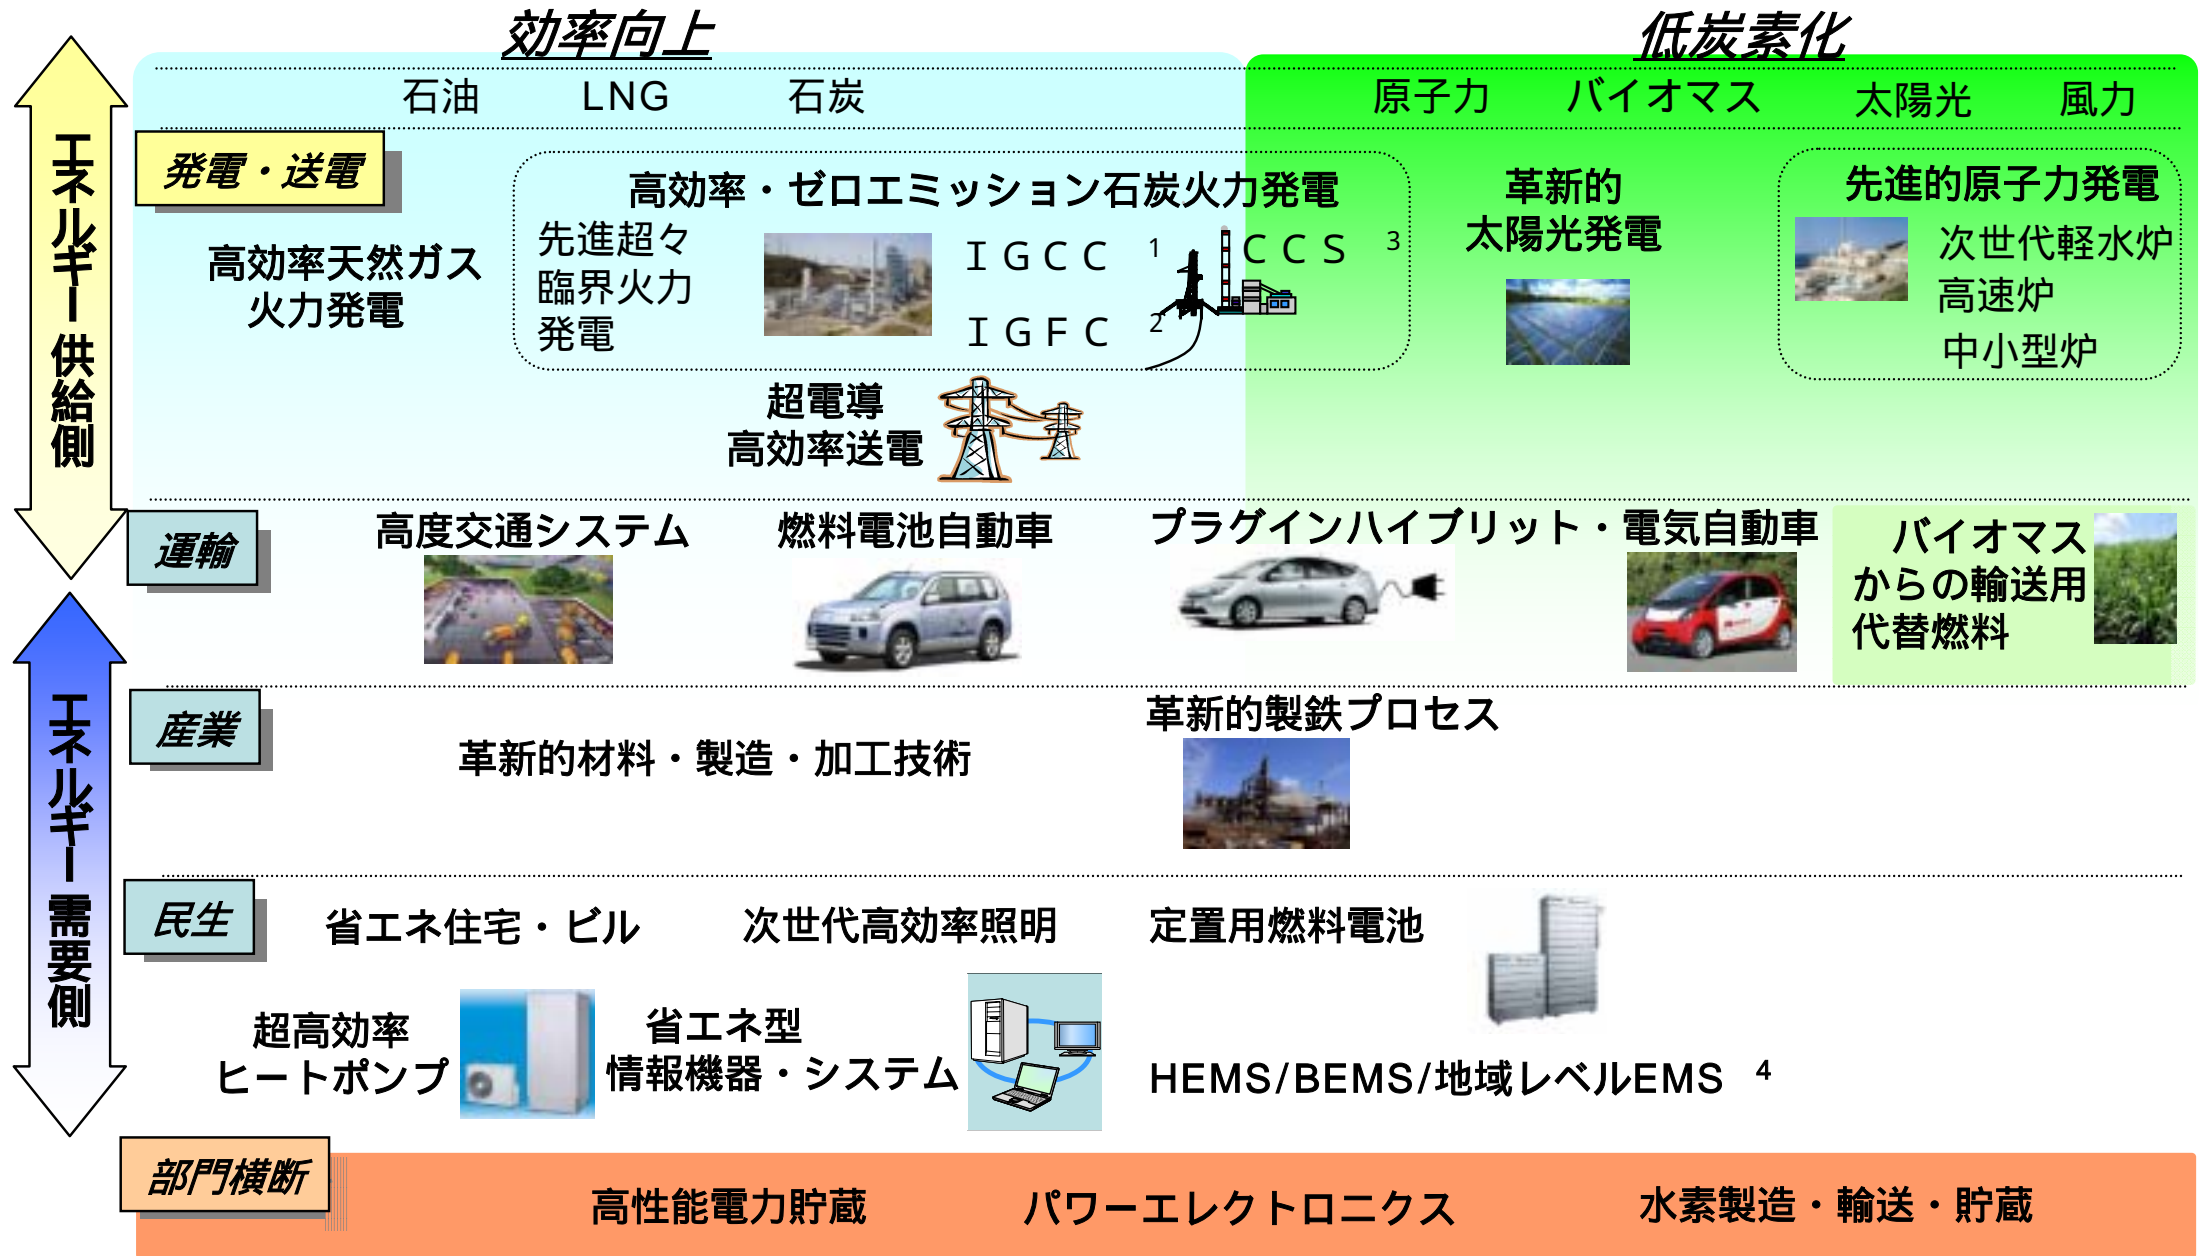 効率向上
低炭素化
石油 LNG 石炭
原子力 バイオマス 太陽光 風力
エネルギー供給側
発電・送電
高効率天然ガス
火力発電
高効率・ゼロエミッション石炭火力発電
先進超々
臨界火力
発電
ＩＧＣＣ 1
ＩＧＦＣ 2
ＣＣＳ 3
革新的
太陽光発電
先進的原子力発電
次世代軽水炉
高速炉
中小型炉
超電導
高効率送電
運輸
高度交通システム
燃料電池自動車
プラグインハイブリット・電気自動車
バイオマス
からの輸送用
代替燃料
エネルギー需要側
産業
革新的材料・製造・加工技術
革新的製鉄プロセス
民生
省エネ住宅・ビル
次世代高効率照明
定置用燃料電池
超高効率
ヒートポンプ
省エネ型
情報機器・システム
HEMS/BEMS/地域レベルEMS 4
部門横断
高性能電力貯蔵
パワーエレクトロニクス
水素製造・輸送・貯蔵